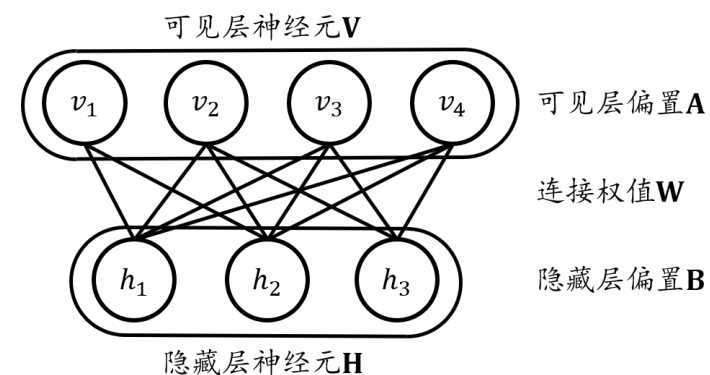 可见层神经元V
v₁ v₂ v₃ v₄
可见层偏置A
连接权值W
h₁ h₂ h₃
隐藏层偏置B
隐藏层神经元H